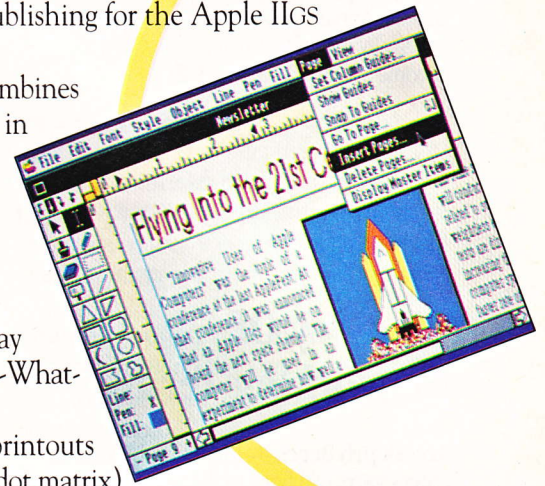 ublishing for the Apple IIGS
mbines
in
ay
-What-
rintouts
dot matrix)
File Edit Font Style Object Line Pen Fill Page View
Newsletter
Set Column Guides...
Show Guides
Snap To Guides
Go To Page...
Insert Pages...
Delete Pages...
Display Master Items
Flying Into the 21st C
"Innovative Uses of Apple
Computers" was the topic of a
conference at the last AppleFest. At
that conference it was announced
that an Apple IIGS would be on
board the next space shuttle! The
computer will be used in an
experiment to determine how well a
Line:
Pen:
Fill:
Page 9